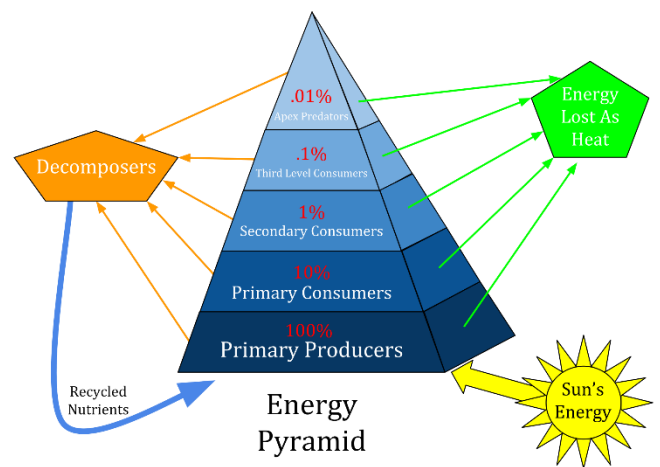 .01%
Apex Predators
.1%
Third Level Consumers
1%
Secondary Consumers
10%
Primary Consumers
100%
Primary Producers
Decomposers
Energy
Lost As
Heat
Recycled
Nutrients
Sun's
Energy
Energy
Pyramid